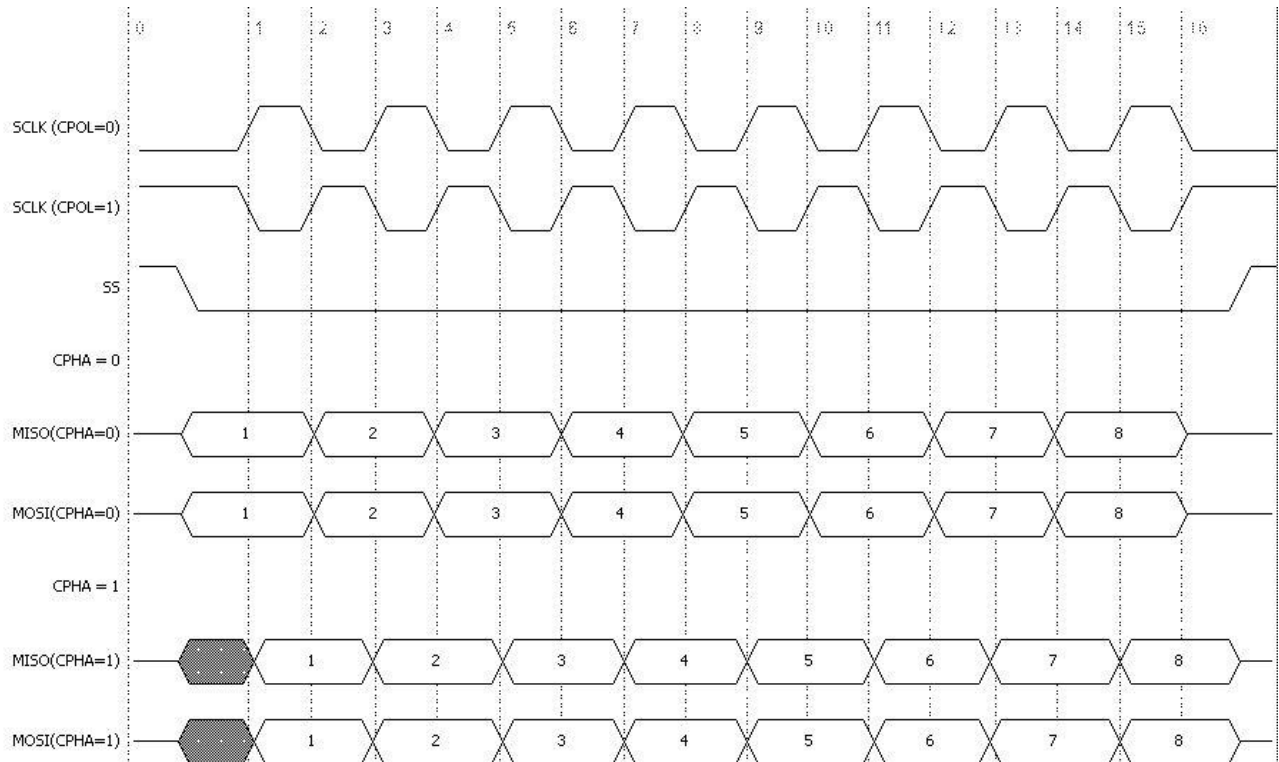 0 1 2 3 4 5 6 7 8 9 10 11 12 13 14 15 16
SCLK (CPOL=0)
SCLK (CPOL=1)
SS
CPHA = 0
MISO(CPHA=0) 1 2 3 4 5 6 7 8
MOSI(CPHA=0) 1 2 3 4 5 6 7 8
CPHA = 1
MISO(CPHA=1) 1 2 3 4 5 6 7 8
MOSI(CPHA=1) 1 2 3 4 5 6 7 8